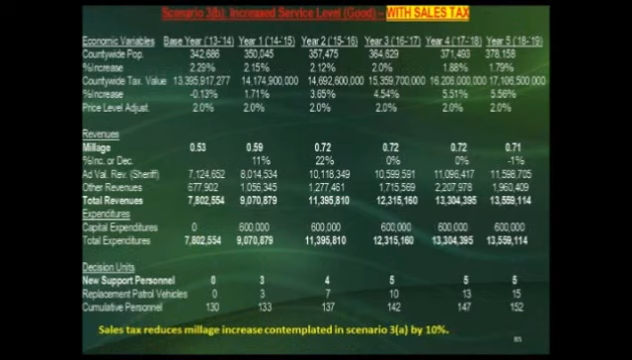 Scenario 3(b): Increased Service Level (Good) – WITH SALES TAX
Economic Variables Base Year ('13-'14) Year 1 ('14-'15) Year 2 ('15-'16) Year 3 ('16-'17) Year 4 ('17-'18) Year 5 ('18-'19)
Countywide Pop. 342,686 350,045 357,475 364,629 371,493 378,158
%Increase 2.23% 2.15% 2.12% 2.0% 1.88% 1.79%
Countywide Tax. Value 13,395,917,277 14,174,900,000 14,692,600,000 15,359,700,000 16,206,000,000 17,106,500,000
%Increase -0.13% 1.71% 3.65% 4.54% 5.51% 5.56%
Price Level Adjust. 2.0% 2.0% 2.0% 2.0% 2.0% 2.0%
Revenues
Millage 0.53 0.59 0.72 0.72 0.72 0.71
%Inc. or Dec. 11% 22% 0% 0% -1%
Ad Val. Rev. (Sheriff) 7,124,652 8,014,534 10,118,349 10,599,591 11,096,417 11,598,705
Other Revenues 677,902 1,056,345 1,277,461 1,715,569 2,207,978 1,960,409
Total Revenues 7,802,554 9,070,879 11,395,810 12,315,160 13,304,395 13,559,114
Expenditures
Capital Expenditures 0 600,000 600,000 600,000 600,000 600,000
Total Expenditures 7,802,554 9,070,879 11,395,810 12,315,160 13,304,395 13,559,114
Decision Units
New Support Personnel 0 3 4 5 5 5
Replacement Patrol Vehicles 0 3 7 10 13 15
Cumulative Personnel 130 133 137 142 147 152
Sales tax reduces millage increase contemplated in scenario 3(a) by 10%.
85